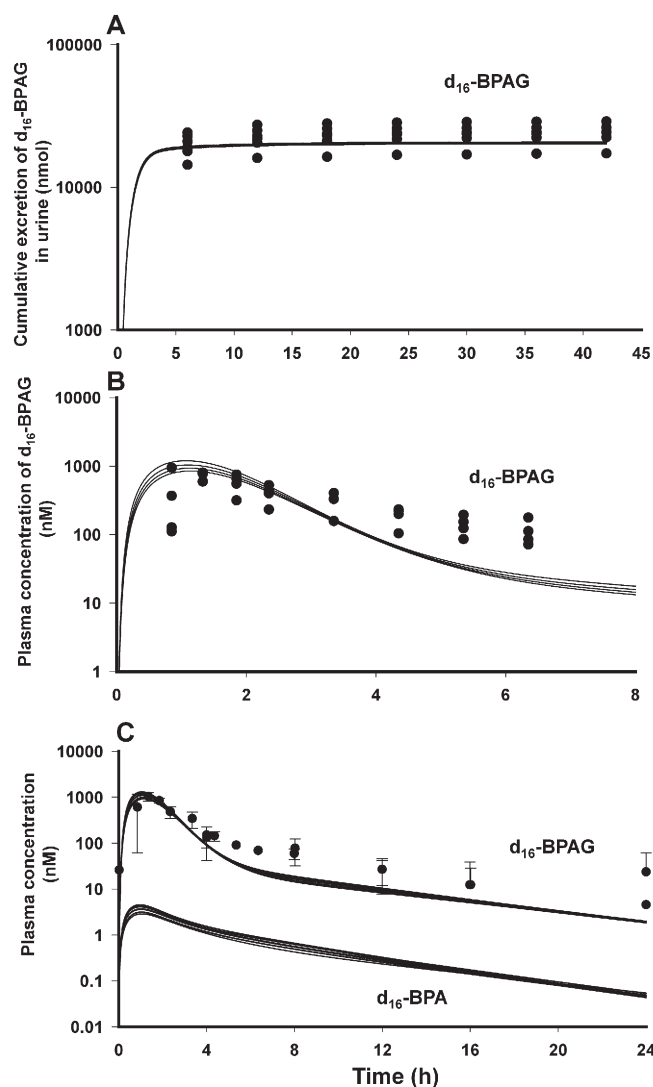 A
100000
10000
1000
Cumulative excretion of d16-BPAG
in urine (nmol)
d16-BPAG
0 5 10 15 20 25 30 35 40 45
B
10000
1000
100
10
1
Plasma concentration of d16-BPAG
(nM)
d16-BPAG
0 2 4 6 8
C
10000
1000
100
10
1
0.1
0.01
Plasma concentration
(nM)
d16-BPAG
d16-BPA
0 4 8 12 16 20 24
Time (h)